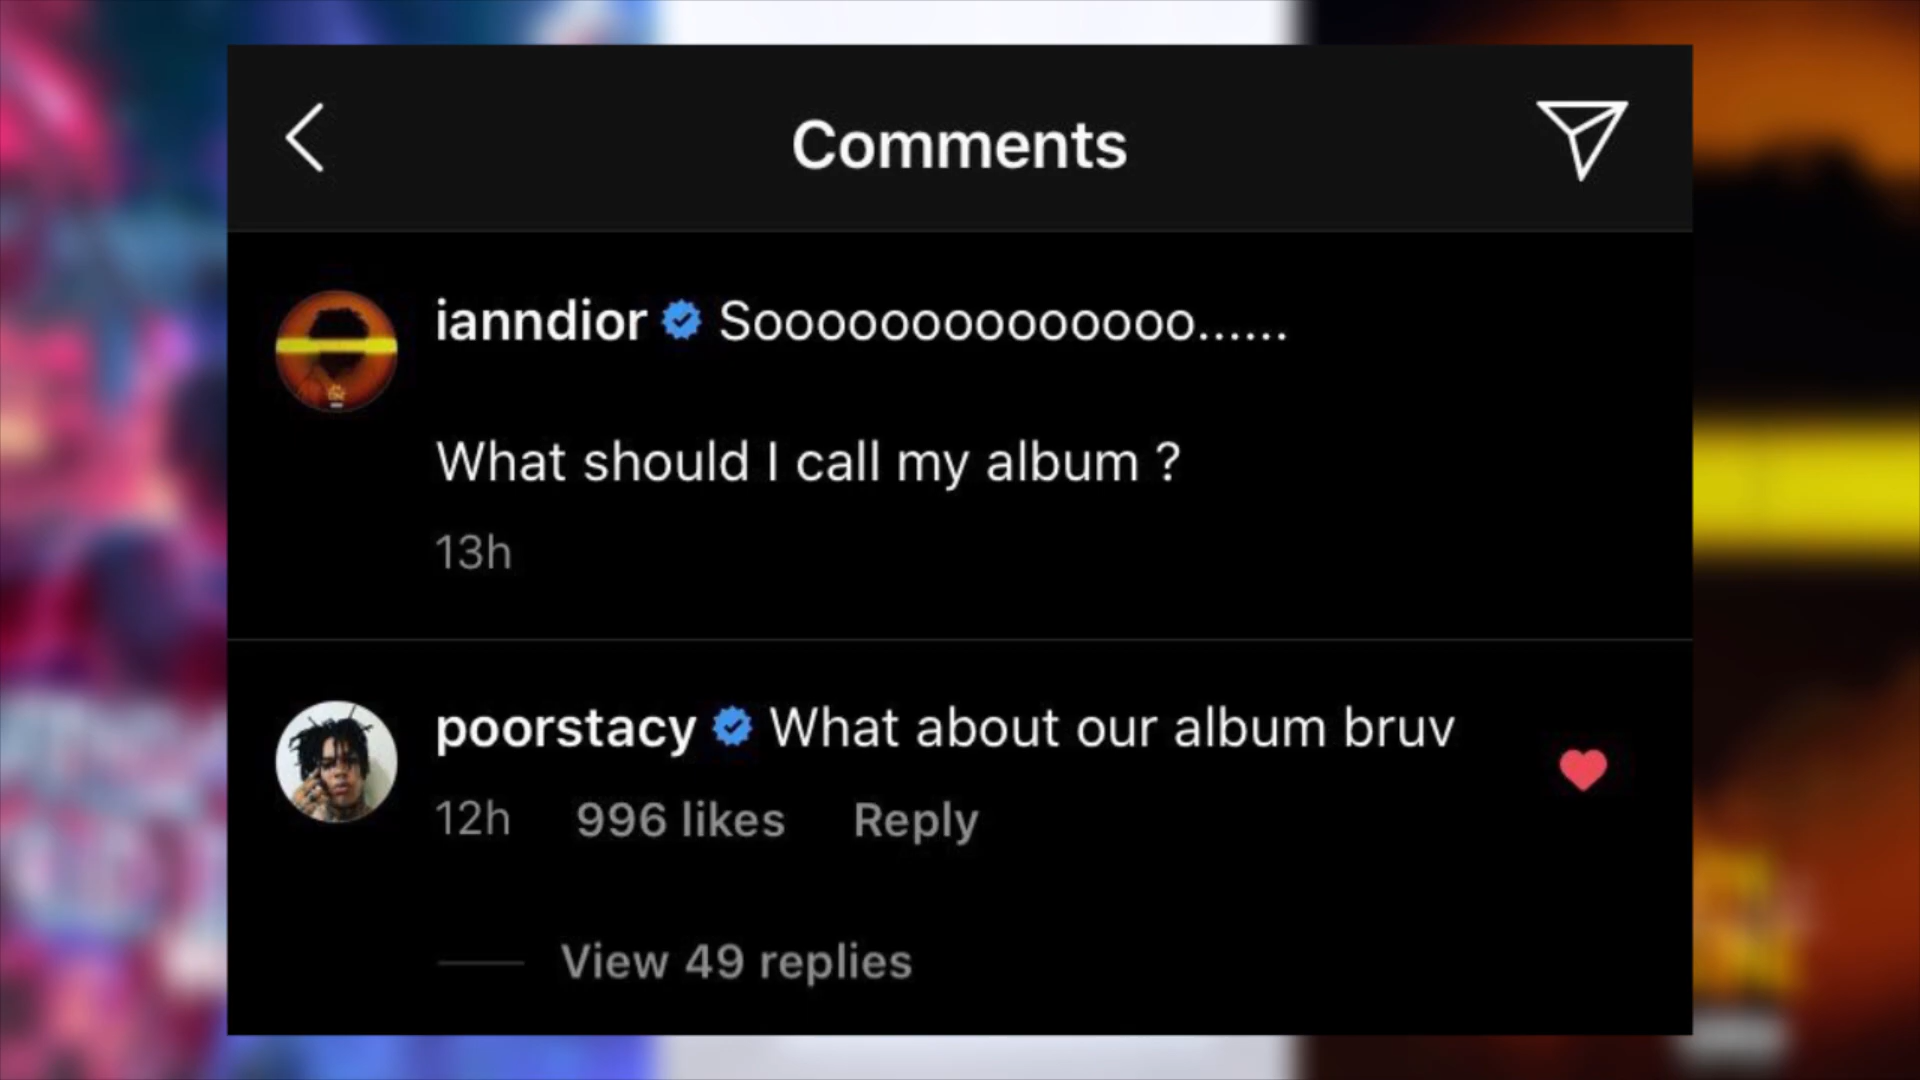 Comments
ianndior Soooooooooooooo......
What should I call my album ?
13h
poorstacy What about our album bruv
12h 996 likes Reply
View 49 replies